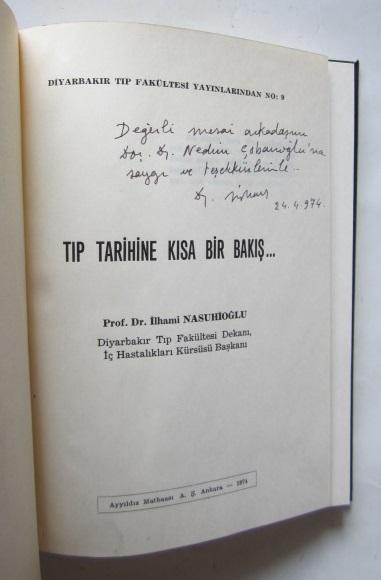 DİYARBAKIR TIP FAKÜLTESİ YAYINLARINDAN NO: 9
Değerli mesai arkadaşım
Doç. Dr. Nedim Çobanoğlu'na
saygı ve teşekkürlerimle..
Dr.
24.4.974.
TIP TARİHİNE KISA BİR BAKIŞ...
Prof. Dr. İlhami NASUHİOĞLU
Diyarbakır Tıp Fakültesi Dekanı,
İç Hastalıkları Kürsüsü Başkanı
Ayyıldız Matbaası A. Ş. Ankara — 1974